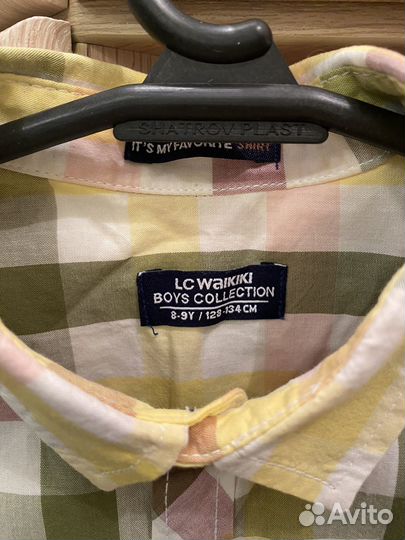 SHATROV PLAST
IT'S MY FAVORITE SHIRT
LC WAIKIKI
BOYS COLLECTION
8-9Y / 128-134 CM
Avito